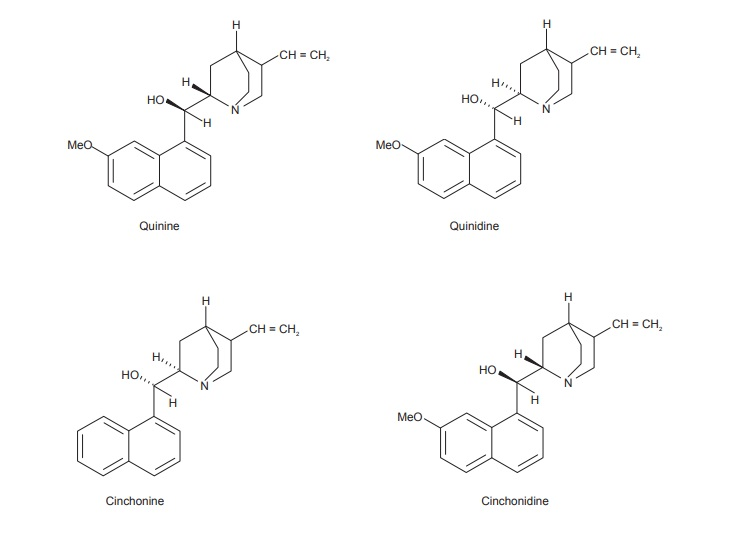 H
CH = CH₂
H
HO
N
H
MeO
Quinine
H
CH = CH₂
H
HO
N
H
MeO
Quinidine
H
CH = CH₂
H
HO
N
H
Cinchonine
H
CH = CH₂
H
HO
N
H
MeO
Cinchonidine